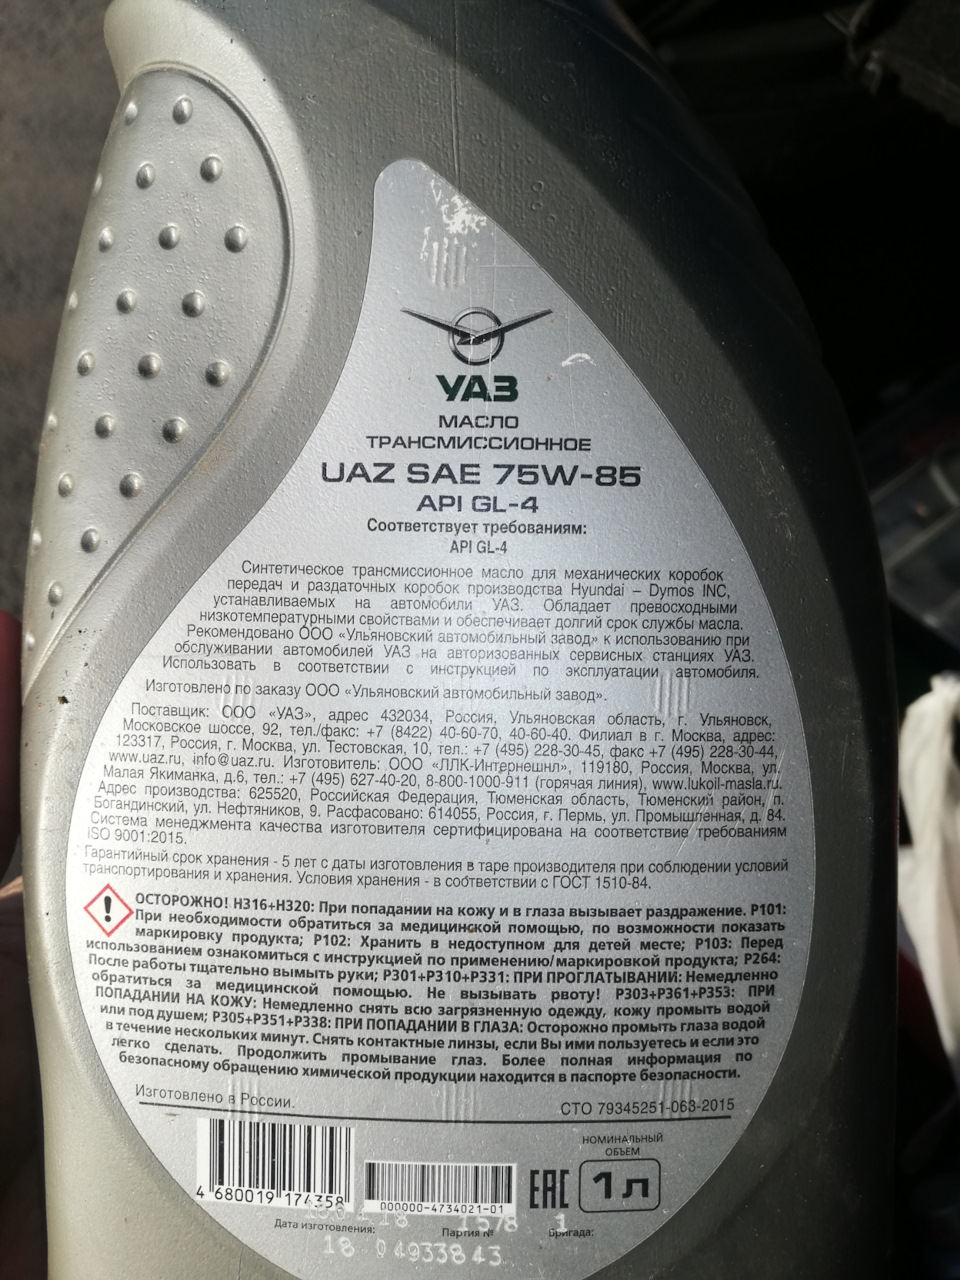 УАЗ
МАСЛО
ТРАНСМИССИОННОЕ
UAZ SAE 75W-85
API GL-4
Соответствует требованиям:
API GL-4
Синтетическое трансмиссионное масло для механических коробок
передач и раздаточных коробок производства Hyundai – Dymos INC,
устанавливаемых на автомобили УАЗ. Обладает превосходными
низкотемпературными свойствами и обеспечивает долгий срок службы масла.
Рекомендовано ООО «Ульяновский автомобильный завод» к использованию при
обслуживании автомобилей УАЗ на авторизованных сервисных станциях УАЗ.
Использовать в соответствии с инструкцией по эксплуатации автомобиля.
Изготовлено по заказу ООО «Ульяновский автомобильный завод».
Поставщик: ООО «УАЗ», адрес 432034, Россия, Ульяновская область, г. Ульяновск,
Московское шоссе, 92, тел./факс: +7 (8422) 40-60-70, 40-60-40. Филиал в г. Москва, адрес:
123317, Россия, г. Москва, ул. Тестовская, 10, тел.: +7 (495) 228-30-45, факс +7 (495) 228-30-44,
www.uaz.ru, info@uaz.ru. Изготовитель: ООО «ЛЛК-Интернешнл», 119180, Россия, Москва, ул.
Малая Якиманка, д.6, тел.: +7 (495) 627-40-20, 8-800-1000-911 (горячая линия), www.lukoil-masla.ru.
Адрес производства: 625520, Российская Федерация, Тюменская область, Тюменский район, п.
Богандинский, ул. Нефтяников, 9. Расфасовано: 614055, Россия, г. Пермь, ул. Промышленная, д. 84.
Система менеджмента качества изготовителя сертифицирована на соответствие требованиям
ISO 9001:2015.
Гарантийный срок хранения - 5 лет с даты изготовления в таре производителя при соблюдении условий
транспортирования и хранения. Условия хранения - в соответствии с ГОСТ 1510-84.
ОСТОРОЖНО! H316+H320: При попадании на кожу и в глаза вызывает раздражение. P101:
При необходимости обратиться за медицинской помощью, по возможности показать
маркировку продукта; P102: Хранить в недоступном для детей месте; P103: Перед
использованием ознакомиться с инструкцией по применению/маркировкой продукта; P264:
После работы тщательно вымыть руки; P301+P310+P331: ПРИ ПРОГЛАТЫВАНИИ: Немедленно
обратиться за медицинской помощью. Не вызывать рвоту! P303+P361+P353: ПРИ
ПОПАДАНИИ НА КОЖУ: Немедленно снять всю загрязненную одежду, кожу промыть водой
или под душем; P305+P351+P338: ПРИ ПОПАДАНИИ В ГЛАЗА: Осторожно промыть глаза водой
в течение нескольких минут. Снять контактные линзы, если Вы ими пользуетесь и если это
легко сделать. Продолжить промывание глаз. Более полная информация по
безопасному обращению химической продукции находится в паспорте безопасности.
Изготовлено в России.
СТО 79345251-063-2015
НОМИНАЛЬНЫЙ
ОБЪЕМ
1 л
EAC
4 680019 174358
000000-4734021-01
1578 1
Дата изготовления: Партия № Бригада:
18 04933843